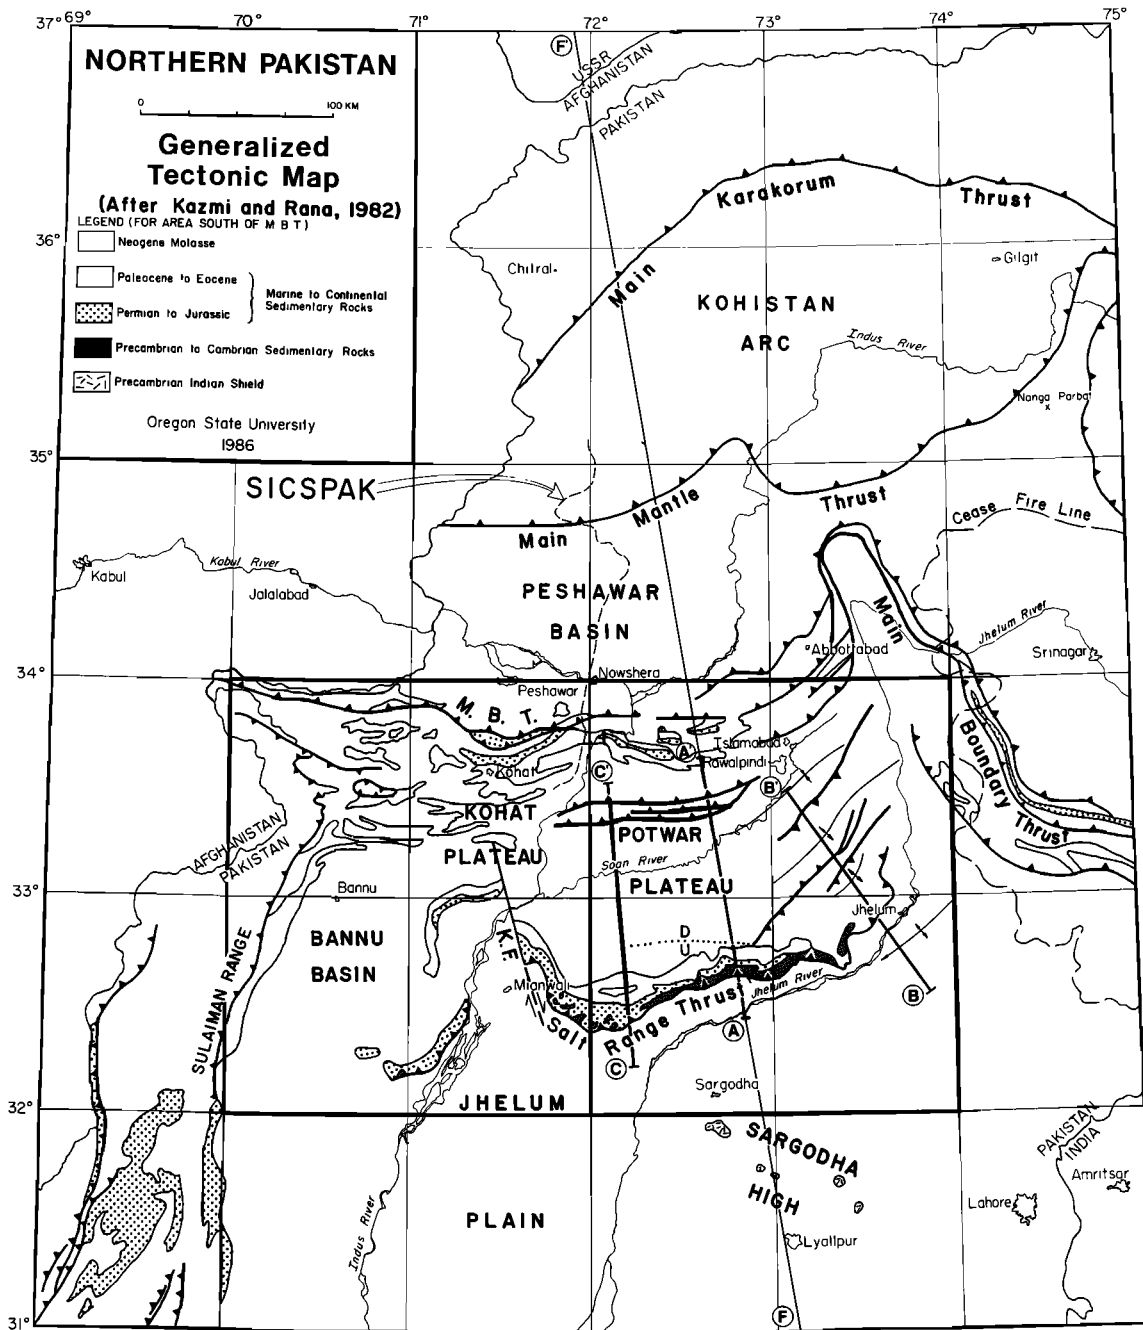 37° 69° 70° 71° 72° 73° 74° 75°
NORTHERN PAKISTAN
0 100 KM
Generalized
Tectonic Map
(After Kazmi and Rana, 1982)
LEGEND (FOR AREA SOUTH OF M B T)
Neogene Molasse
Paleocene to Eocene
Marine to Continental
Sedimentary Rocks
Permian to Jurassic
Precambrian to Cambrian Sedimentary Rocks
Precambrian Indian Shield
Oregon State University
1986
F'
USSR
AFGHANISTAN
PAKISTAN
Main Karakorum Thrust
36°
Chitral
Gilgit
KOHISTAN
ARC
Indus River
Nanga Parbat
35°
SICSPAK
Main Mantle Thrust
Cease Fire Line
Kabul
Kabul River
Jalalabad
PESHAWAR
BASIN
Main Boundary Thrust
Jhelum River
Srinagar
Abbottabad
34°
Nowshera
Peshawar
M. B. T.
A'
Islamabad
Rawalpindi
Kohat
C'
B'
KOHAT
PLATEAU
POTWAR
PLATEAU
Soan River
AFGHANISTAN
PAKISTAN
33°
Bannu
BANNU
BASIN
SULAIMAN RANGE
K.F.
D
U
Jhelum
Mianwali
Salt Range Thrust
Jhelum River
B
A
C
Sargodha
32°
JHELUM
PLAIN
SARGODHA
HIGH
PAKISTAN
INDIA
Amritsar
Lahore
Lyallpur
Indus River
31°
F